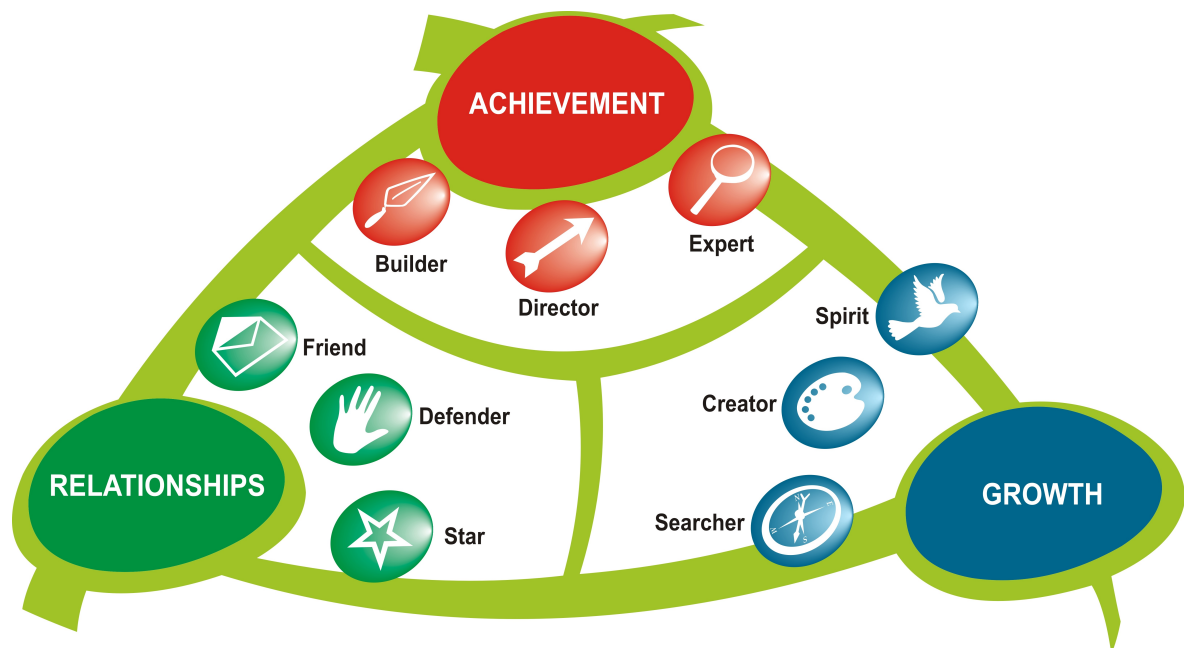 ACHIEVEMENT
Builder
Director
Expert
Friend
Defender
Star
RELATIONSHIPS
Spirit
Creator
Searcher
GROWTH
N
E
S
W